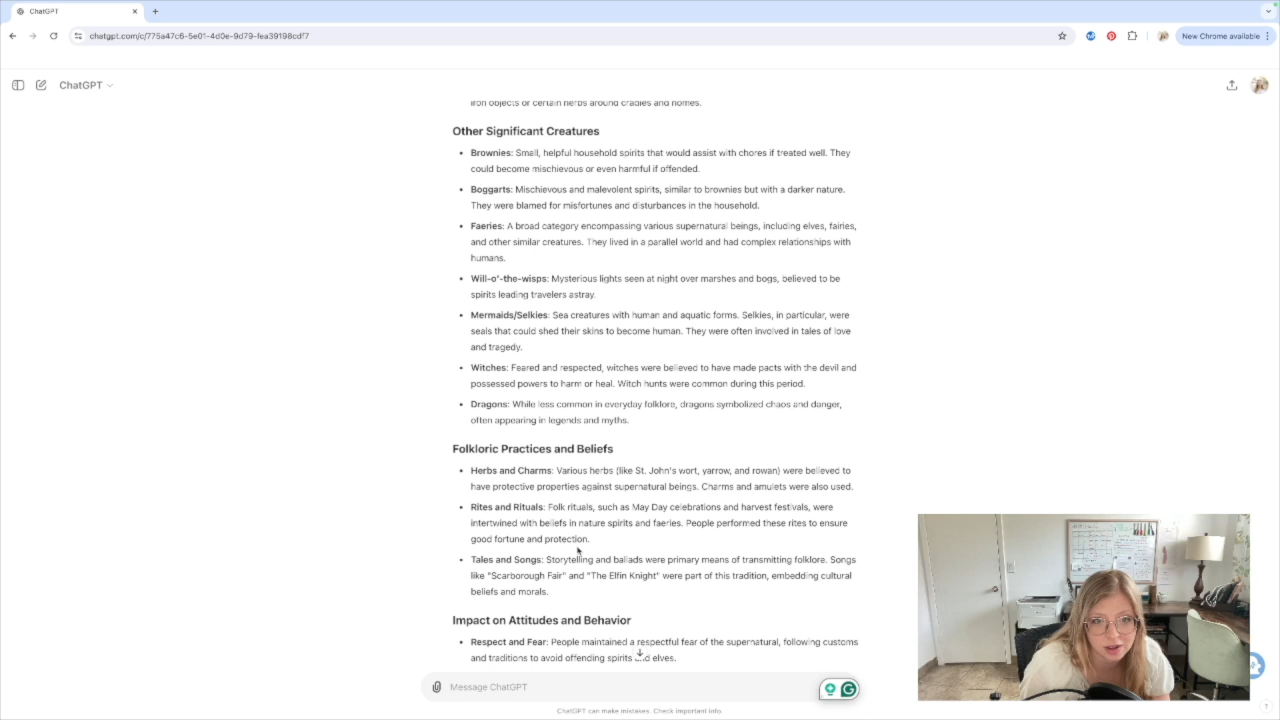 ChatGPT
chatgpt.com/c/775a47c6-5e01-4d0e-9d79-fea39198cdf7
New Chrome available
ChatGPT
iron objects or certain herbs around cradles and homes.
Other Significant Creatures
• Brownies: Small, helpful household spirits that would assist with chores if treated well. They
could become mischievous or even harmful if offended.
• Boggarts: Mischievous and malevolent spirits, similar to brownies but with a darker nature.
They were blamed for misfortunes and disturbances in the household.
• Faeries: A broad category encompassing various supernatural beings, including elves, fairies,
and other similar creatures. They lived in a parallel world and had complex relationships with
humans.
• Will-o'-the-wisps: Mysterious lights seen at night over marshes and bogs, believed to be
spirits leading travelers astray.
• Mermaids/Selkies: Sea creatures with human and aquatic forms. Selkies, in particular, were
seals that could shed their skins to become human. They were often involved in tales of love
and tragedy.
• Witches: Feared and respected, witches were believed to have made pacts with the devil and
possessed powers to harm or heal. Witch hunts were common during this period.
• Dragons: While less common in everyday folklore, dragons symbolized chaos and danger,
often appearing in legends and myths.
Folkloric Practices and Beliefs
• Herbs and Charms: Various herbs (like St. John's wort, yarrow, and rowan) were believed to
have protective properties against supernatural beings. Charms and amulets were also used.
• Rites and Rituals: Folk rituals, such as May Day celebrations and harvest festivals, were
intertwined with beliefs in nature spirits and faeries. People performed these rites to ensure
good fortune and protection.
• Tales and Songs: Storytelling and ballads were primary means of transmitting folklore. Songs
like "Scarborough Fair" and "The Elfin Knight" were part of this tradition, embedding cultural
beliefs and morals.
Impact on Attitudes and Behavior
• Respect and Fear: People maintained a respectful fear of the supernatural, following customs
and traditions to avoid offending spirits and elves.
Message ChatGPT
ChatGPT can make mistakes. Check important info.
?